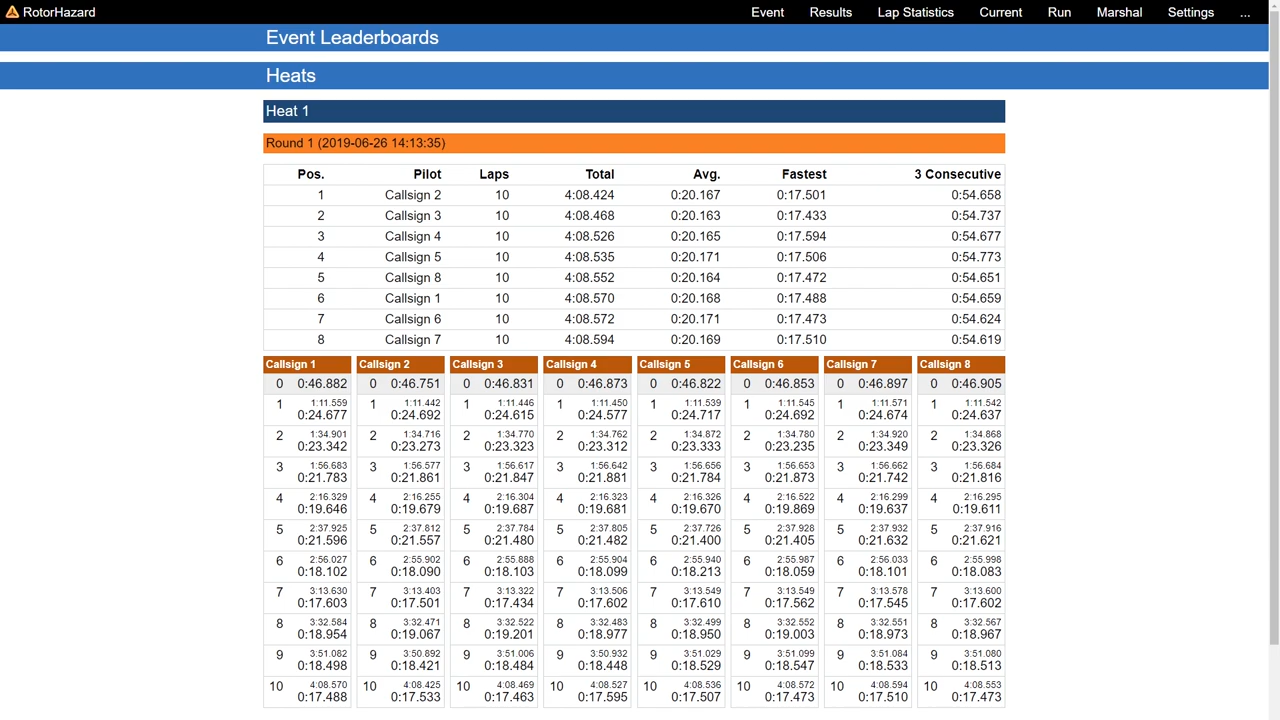 RotorHazard Event Results Lap Statistics Current Run Marshal Settings ...
Event Leaderboards
Heats
Heat 1
Round 1 (2019-06-26 14:13:35)
Pos. Pilot Laps Total Avg. Fastest 3 Consecutive
1 Callsign 2 10 4:08.424 0:20.167 0:17.501 0:54.658
2 Callsign 3 10 4:08.468 0:20.163 0:17.433 0:54.737
3 Callsign 4 10 4:08.526 0:20.165 0:17.594 0:54.677
4 Callsign 5 10 4:08.535 0:20.171 0:17.506 0:54.773
5 Callsign 8 10 4:08.552 0:20.164 0:17.472 0:54.651
6 Callsign 1 10 4:08.570 0:20.168 0:17.488 0:54.659
7 Callsign 6 10 4:08.572 0:20.171 0:17.473 0:54.624
8 Callsign 7 10 4:08.594 0:20.169 0:17.510 0:54.619
Callsign 1 Callsign 2 Callsign 3 Callsign 4 Callsign 5 Callsign 6 Callsign 7 Callsign 8
0 0:46.882 0 0:46.751 0 0:46.831 0 0:46.873 0 0:46.822 0 0:46.853 0 0:46.897 0 0:46.905
1:11.559 1:11.442 1:11.446 1:11.450 1:11.539 1:11.545 1:11.571 1:11.542
1 0:24.677 1 0:24.692 1 0:24.615 1 0:24.577 1 0:24.717 1 0:24.692 1 0:24.674 1 0:24.637
1:34.901 1:34.716 1:34.770 1:34.762 1:34.872 1:34.780 1:34.920 1:34.868
2 0:23.342 2 0:23.273 2 0:23.323 2 0:23.312 2 0:23.333 2 0:23.235 2 0:23.349 2 0:23.326
1:56.683 1:56.577 1:56.617 1:56.642 1:56.656 1:56.653 1:56.662 1:56.684
3 0:21.783 3 0:21.861 3 0:21.847 3 0:21.881 3 0:21.784 3 0:21.873 3 0:21.742 3 0:21.816
2:16.329 2:16.255 2:16.304 2:16.323 2:16.326 2:16.522 2:16.299 2:16.295
4 0:19.646 4 0:19.679 4 0:19.687 4 0:19.681 4 0:19.670 4 0:19.869 4 0:19.637 4 0:19.611
2:37.925 2:37.812 2:37.784 2:37.805 2:37.726 2:37.928 2:37.932 2:37.916
5 0:21.596 5 0:21.557 5 0:21.480 5 0:21.482 5 0:21.400 5 0:21.405 5 0:21.632 5 0:21.621
2:56.027 2:55.902 2:55.888 2:55.904 2:55.940 2:55.987 2:56.033 2:55.998
6 0:18.102 6 0:18.090 6 0:18.103 6 0:18.099 6 0:18.213 6 0:18.059 6 0:18.101 6 0:18.083
3:13.630 3:13.403 3:13.322 3:13.506 3:13.549 3:13.549 3:13.578 3:13.600
7 0:17.603 7 0:17.501 7 0:17.434 7 0:17.602 7 0:17.610 7 0:17.562 7 0:17.545 7 0:17.602
3:32.584 3:32.471 3:32.522 3:32.483 3:32.499 3:32.552 3:32.551 3:32.567
8 0:18.954 8 0:19.067 8 0:19.201 8 0:18.977 8 0:18.950 8 0:19.003 8 0:18.973 8 0:18.967
3:51.082 3:50.892 3:51.006 3:50.932 3:51.029 3:51.099 3:51.084 3:51.080
9 0:18.498 9 0:18.421 9 0:18.484 9 0:18.448 9 0:18.529 9 0:18.547 9 0:18.533 9 0:18.513
4:08.570 4:08.425 4:08.469 4:08.527 4:08.536 4:08.572 4:08.594 4:08.553
10 0:17.488 10 0:17.533 10 0:17.463 10 0:17.595 10 0:17.507 10 0:17.473 10 0:17.510 10 0:17.473